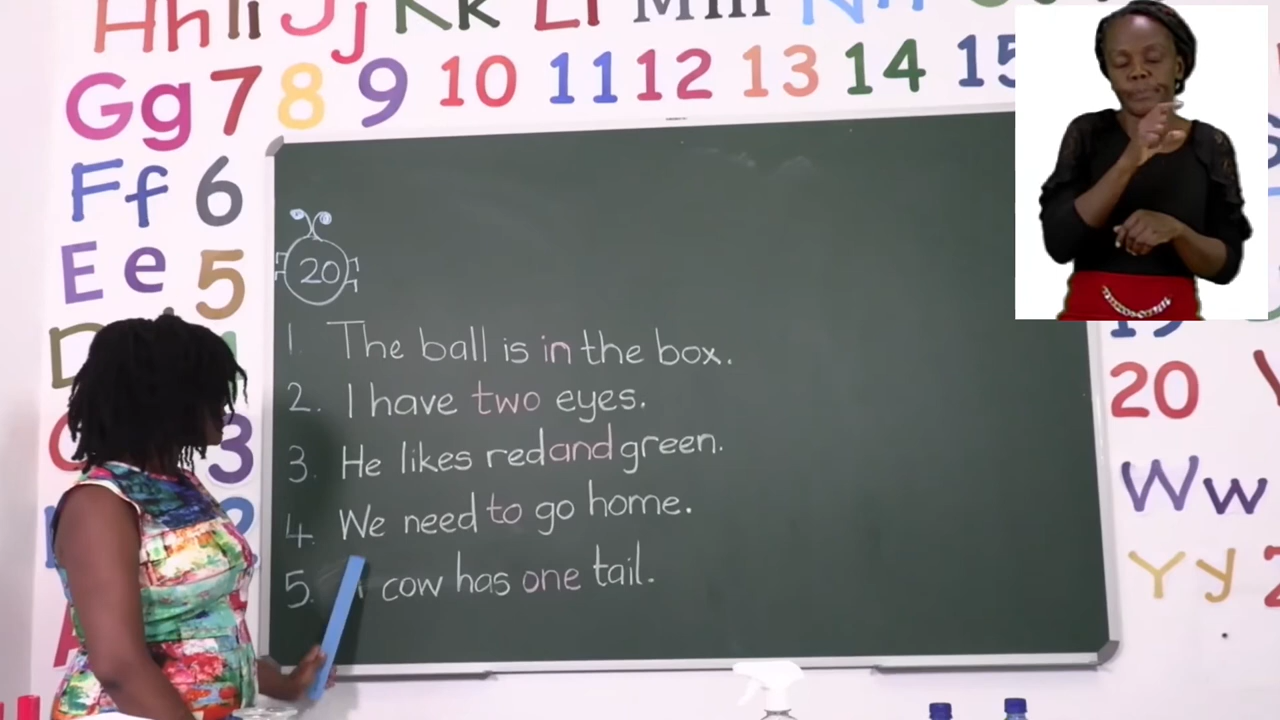 Hh Ii Jj Kk Ll Mm Nn
Gg 7 8 9 10 11 12 13 14 15
Ff 6
Ee 5
20
1. The ball is in the box.
2. I have two eyes.
3. He likes red and green.
4. We need to go home.
5. cow has one tail.
3
19
20
Ww
Yy